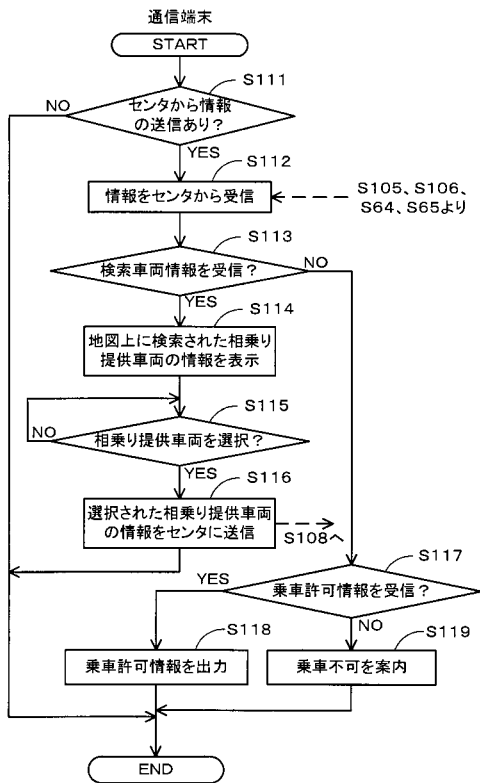 通信端末
START
S111
センタから情報
の送信あり？
NO
YES
S112
情報をセンタから受信
S105、S106、
S64、S65より
S113
検索車両情報を受信？
NO
YES
S114
地図上に検索された相乗り
提供車両の情報を表示
S115
相乗り提供車両を選択？
NO
YES
S116
選択された相乗り提供車両
の情報をセンタに送信
S108へ
S117
乗車許可情報を受信？
YES
NO
S118
乗車許可情報を出力
S119
乗車不可を案内
END